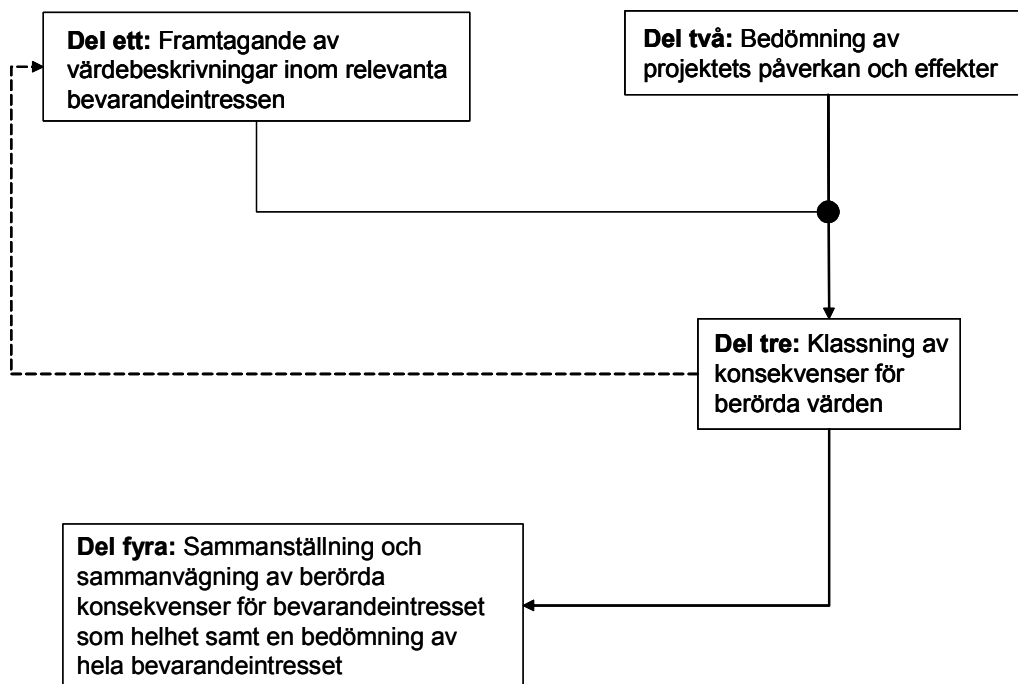 Del ett: Framtagande av
värdebeskrivningar inom relevanta
bevarandeintressen
Del två: Bedömning av
projektets påverkan och effekter
Del tre: Klassning av
konsekvenser för
berörda värden
Del fyra: Sammanställning och
sammanvägning av berörda
konsekvenser för bevarandeintresset
som helhet samt en bedömning av
hela bevarandeintresset